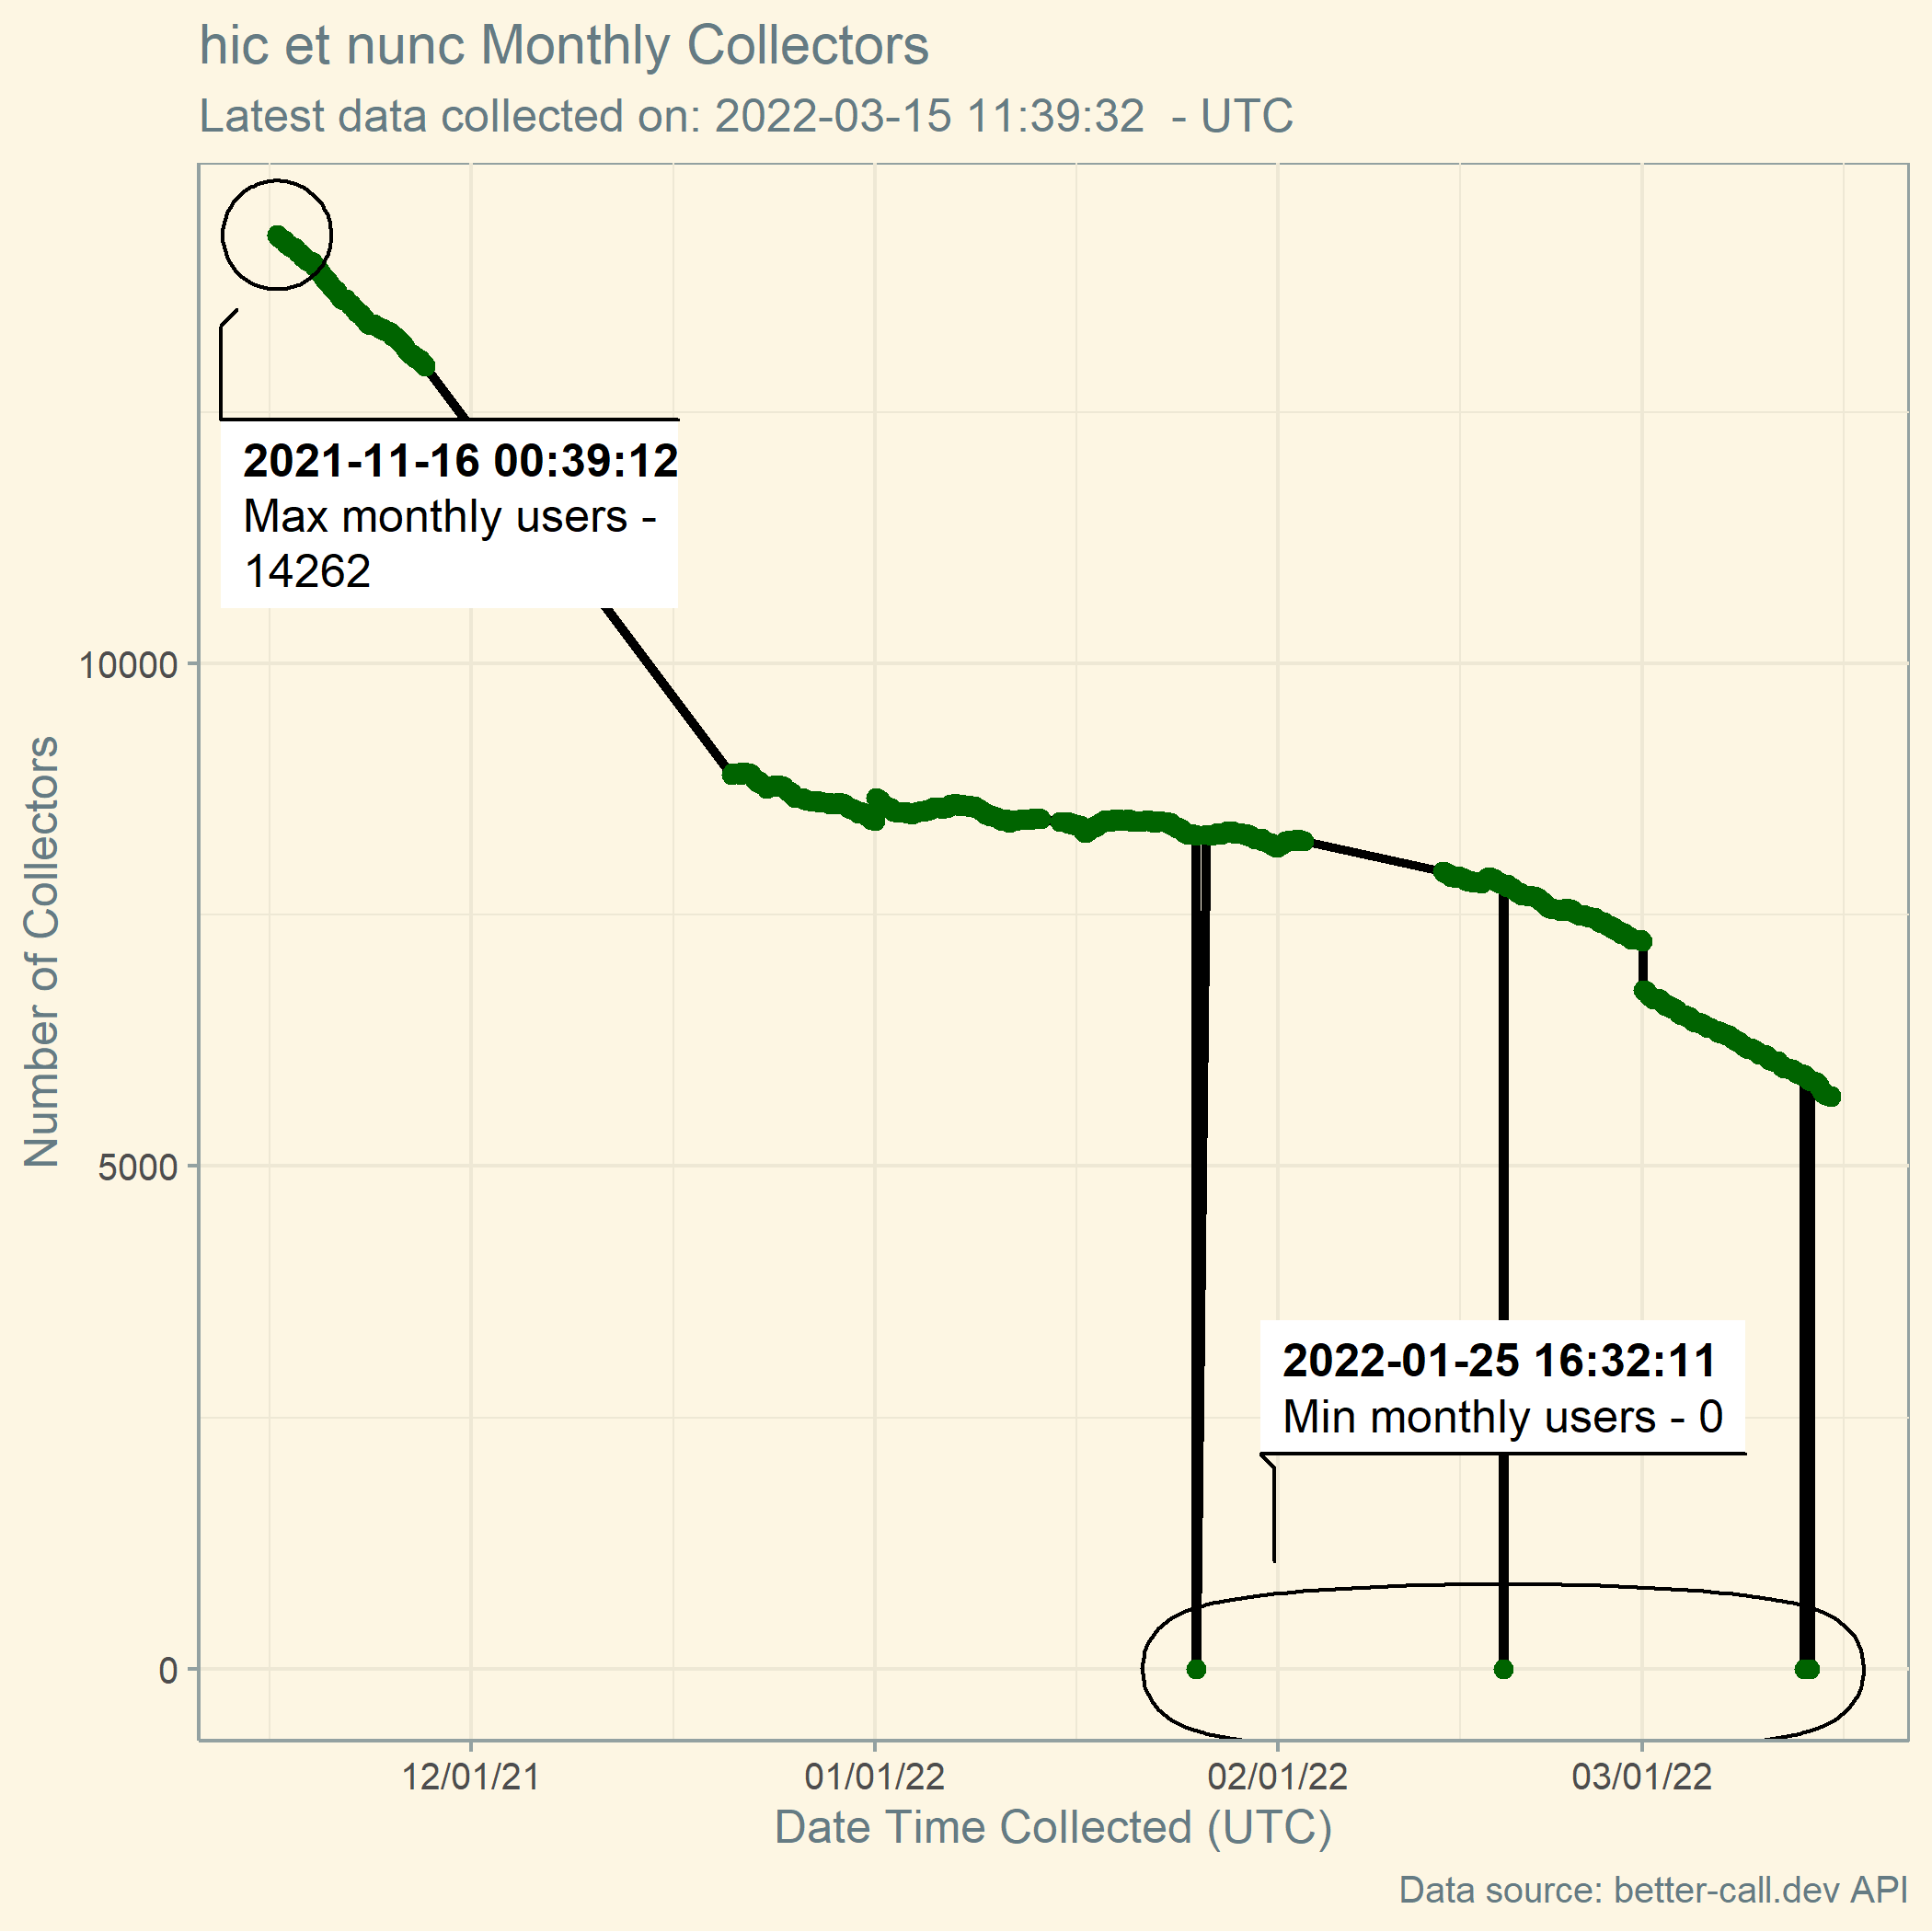 hic et nunc Monthly Collectors
Latest data collected on: 2022-03-15 11:39:32  - UTC
2021-11-16 00:39:12
Max monthly users -
14262
10000
5000
0
Number of Collectors
2022-01-25 16:32:11
Min monthly users - 0
12/01/21
01/01/22
02/01/22
03/01/22
Date Time Collected (UTC)
Data source: better-call.dev API